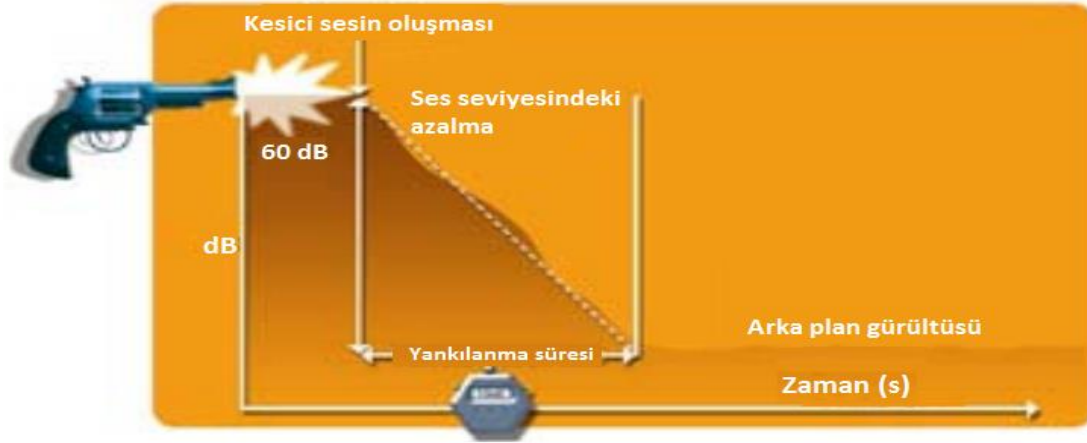 Kesici sesin oluşması
Ses seviyesindeki
azalma
60 dB
dB
Arka plan gürültüsü
Yankılanma süresi
Zaman (s)